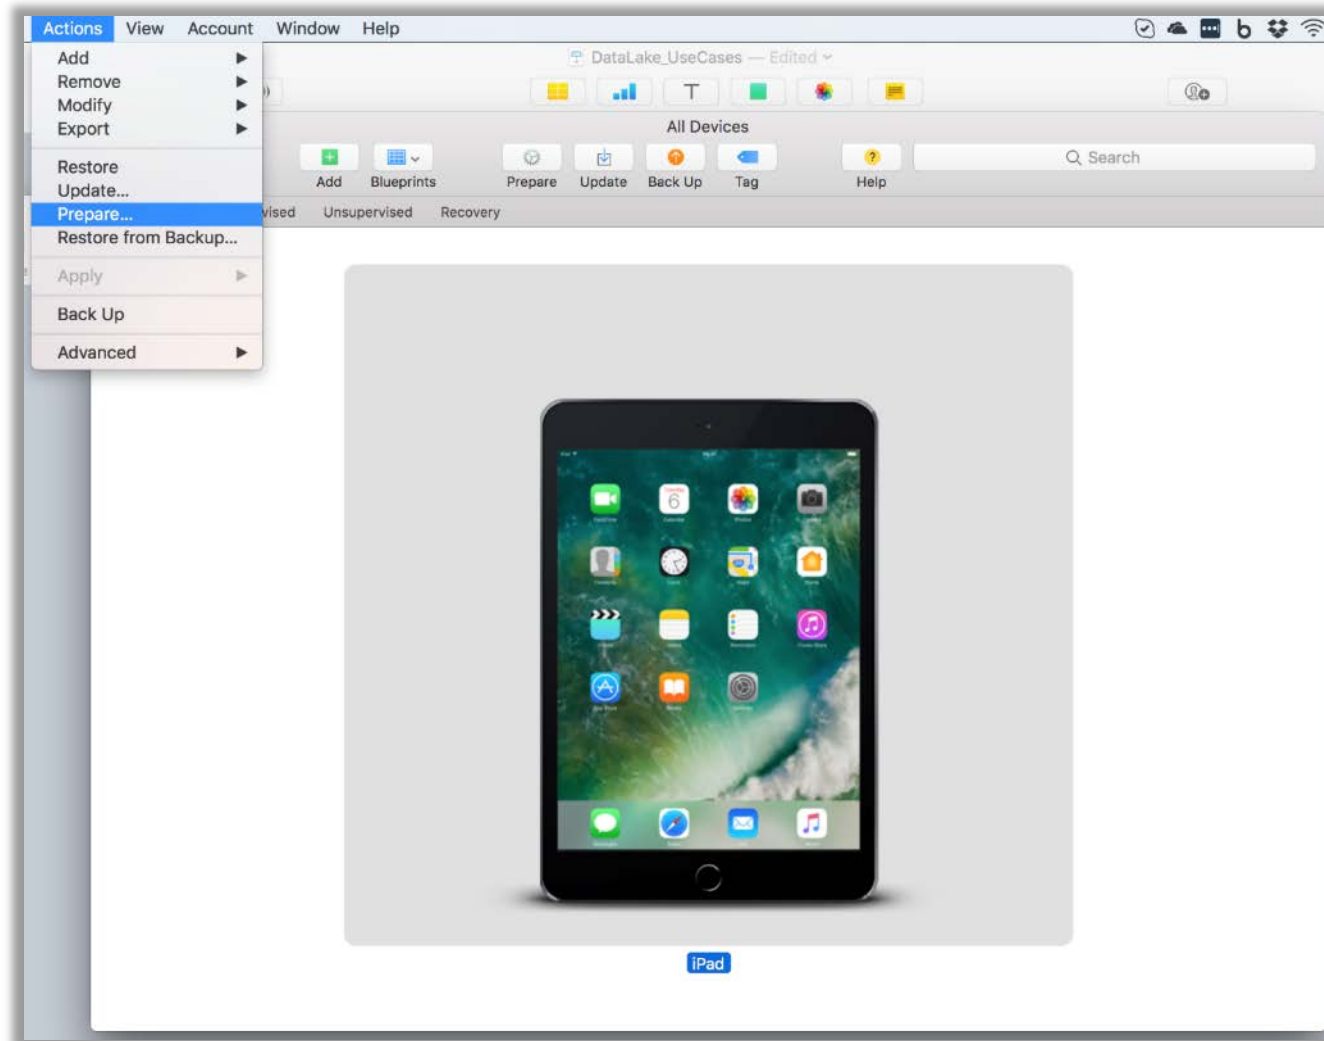 Actions View Account Window Help
DataLake_UseCases — Edited
All Devices
Search
Add Blueprints Prepare Update Back Up Tag Help
vised Unsupervised Recovery
Add
Remove
Modify
Export
Restore
Update...
Prepare...
Restore from Backup...
Apply
Back Up
Advanced
6
iPad